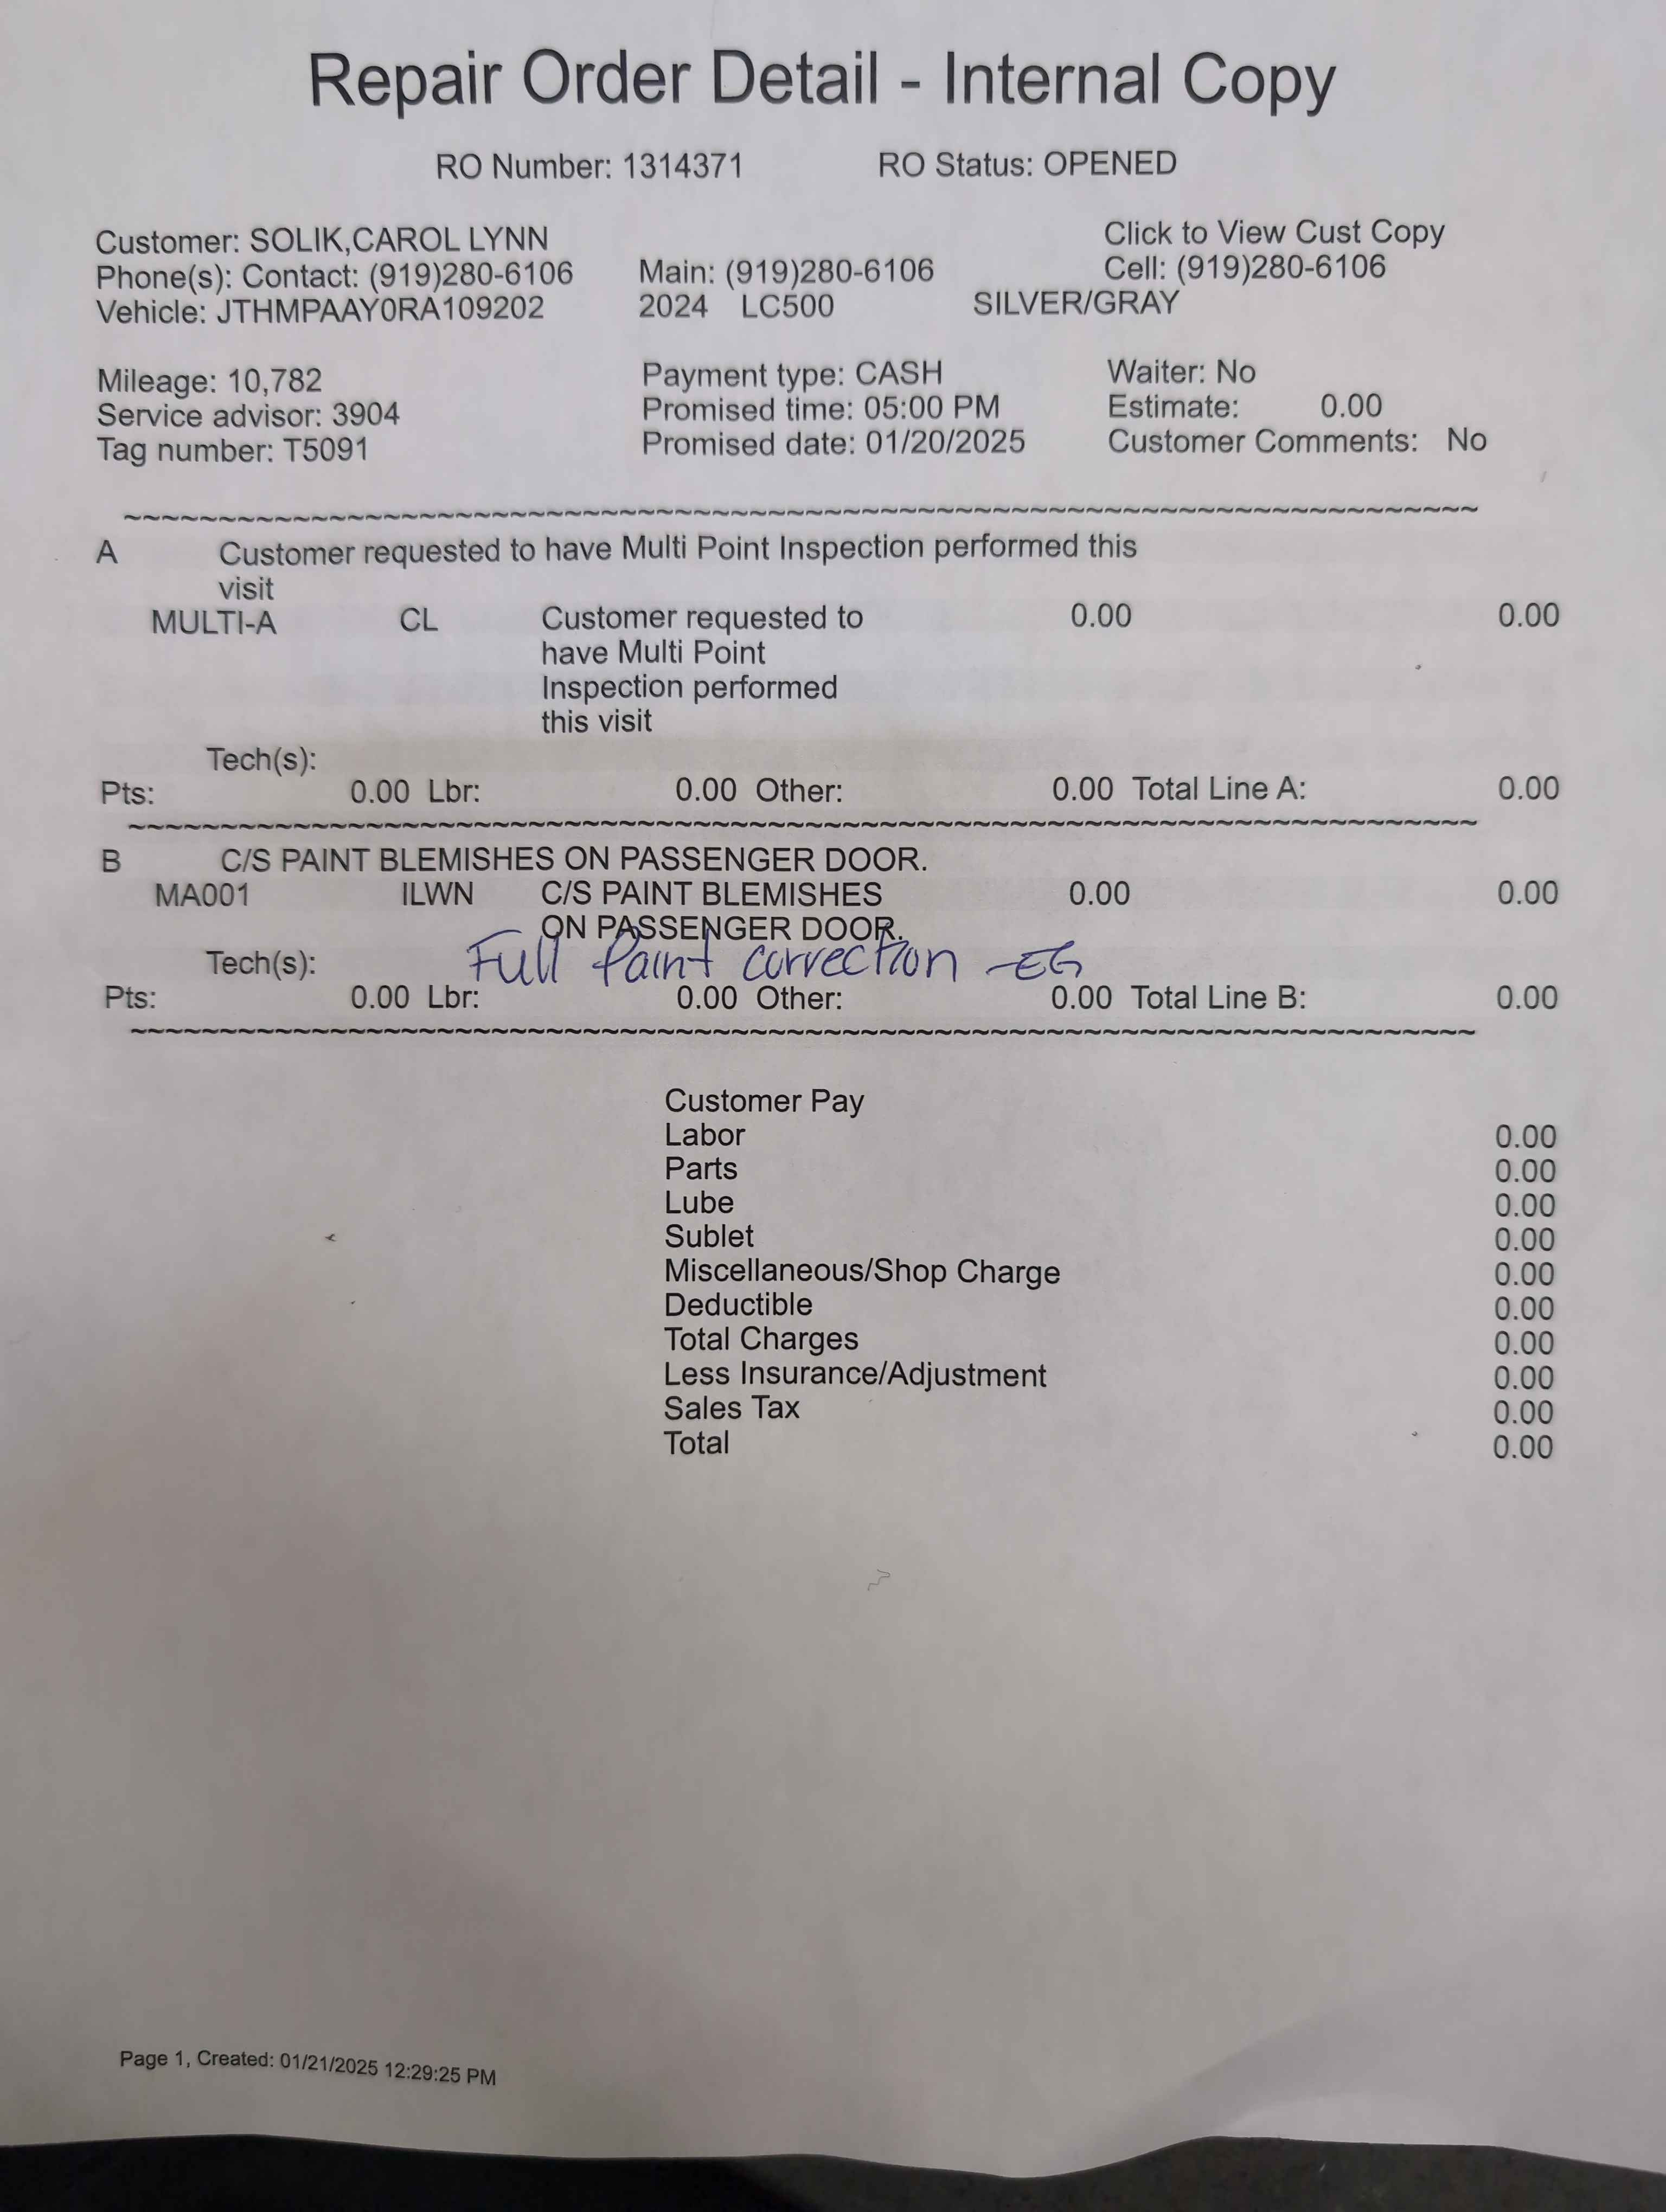 Repair Order Detail - Internal Copy
RO Number: 1314371 RO Status: OPENED
Click to View Cust Copy
Customer: SOLIK,CAROL LYNN
Phone(s): Contact: (919)280-6106 Main: (919)280-6106 Cell: (919)280-6106
Vehicle: JTHMPAAY0RA109202 2024 LC500 SILVER/GRAY
Mileage: 10,782 Payment type: CASH Waiter: No
Service advisor: 3904 Promised time: 05:00 PM Estimate: 0.00
Tag number: T5091 Promised date: 01/20/2025 Customer Comments: No
A Customer requested to have Multi Point Inspection performed this
visit
MULTI-A CL Customer requested to 0.00 0.00
have Multi Point
Inspection performed
this visit
Tech(s):
Pts: 0.00 Lbr: 0.00 Other: 0.00 Total Line A: 0.00
B C/S PAINT BLEMISHES ON PASSENGER DOOR.
MA001 ILWN C/S PAINT BLEMISHES 0.00 0.00
ON PASSENGER DOOR.
Tech(s): Full Paint correction -EG
Pts: 0.00 Lbr: 0.00 Other: 0.00 Total Line B: 0.00
Customer Pay
Labor 0.00
Parts 0.00
Lube 0.00
Sublet 0.00
Miscellaneous/Shop Charge 0.00
Deductible 0.00
Total Charges 0.00
Less Insurance/Adjustment 0.00
Sales Tax 0.00
Total 0.00
Page 1, Created: 01/21/2025 12:29:25 PM